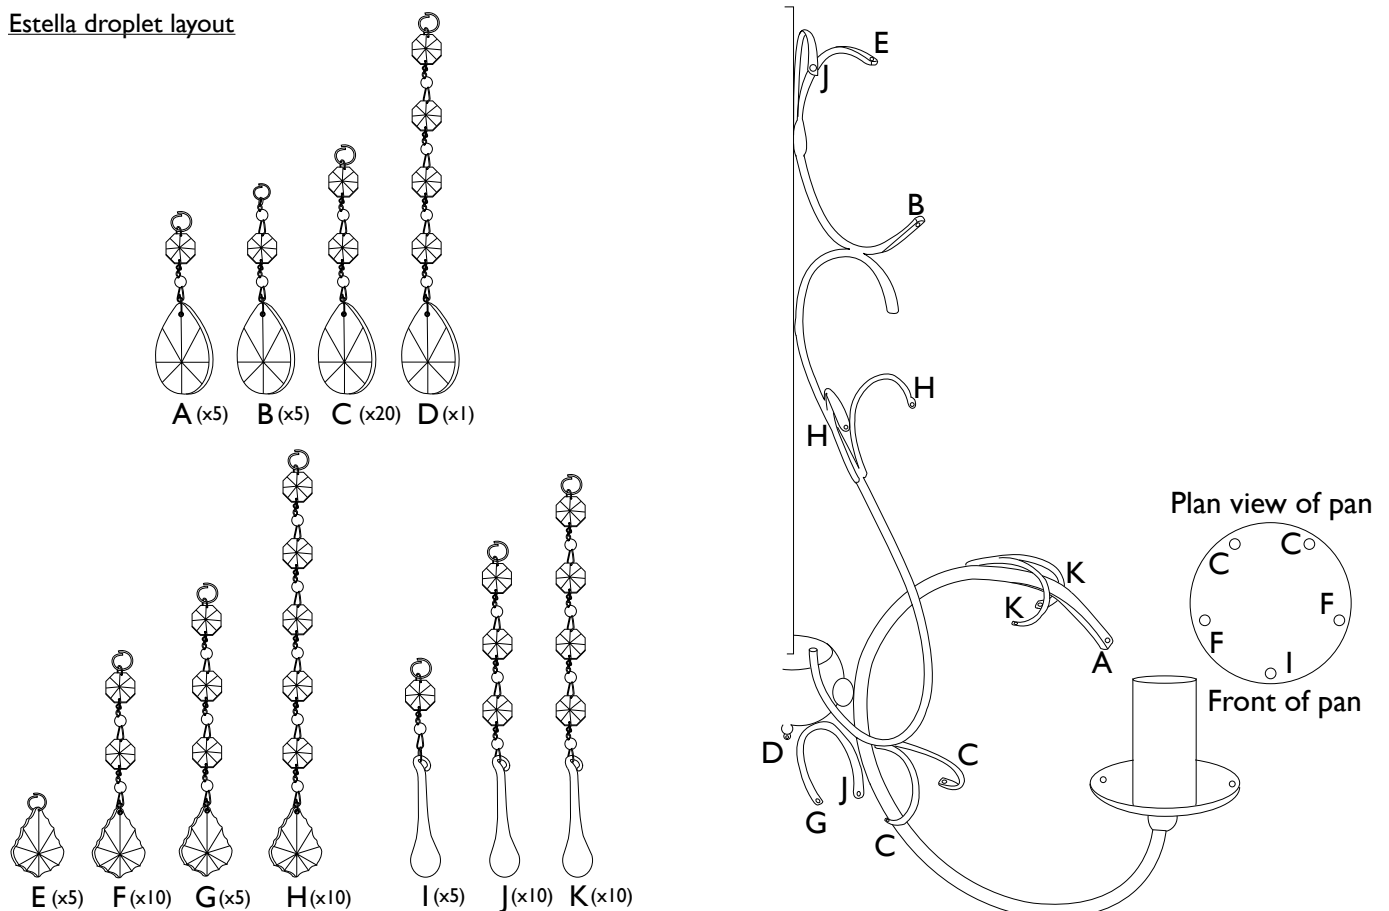 Estella droplet layout
A (x5) B (x5) C (x20) D (x1)
E (x5) F (x10) G (x5) H (x10) I (x5) J (x10) K (x10)
E
J
B
H
H
K
K
A
D
C
J
G
C
Plan view of pan
C C
F F
I
Front of pan